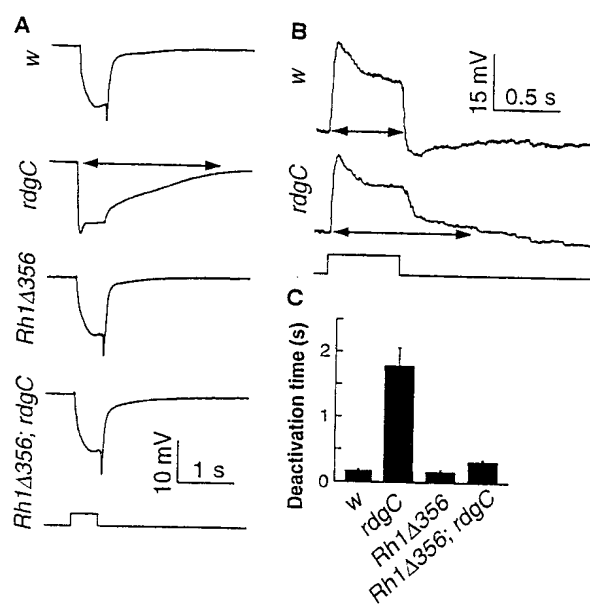 A
w
rdgC
Rh1Δ356
Rh1Δ356; rdgC
10 mV
1 s
B
w
rdgC
15 mV
0.5 s
C
Deactivation time (s)
2
1
0
w
rdgC
Rh1Δ356
Rh1Δ356; rdgC